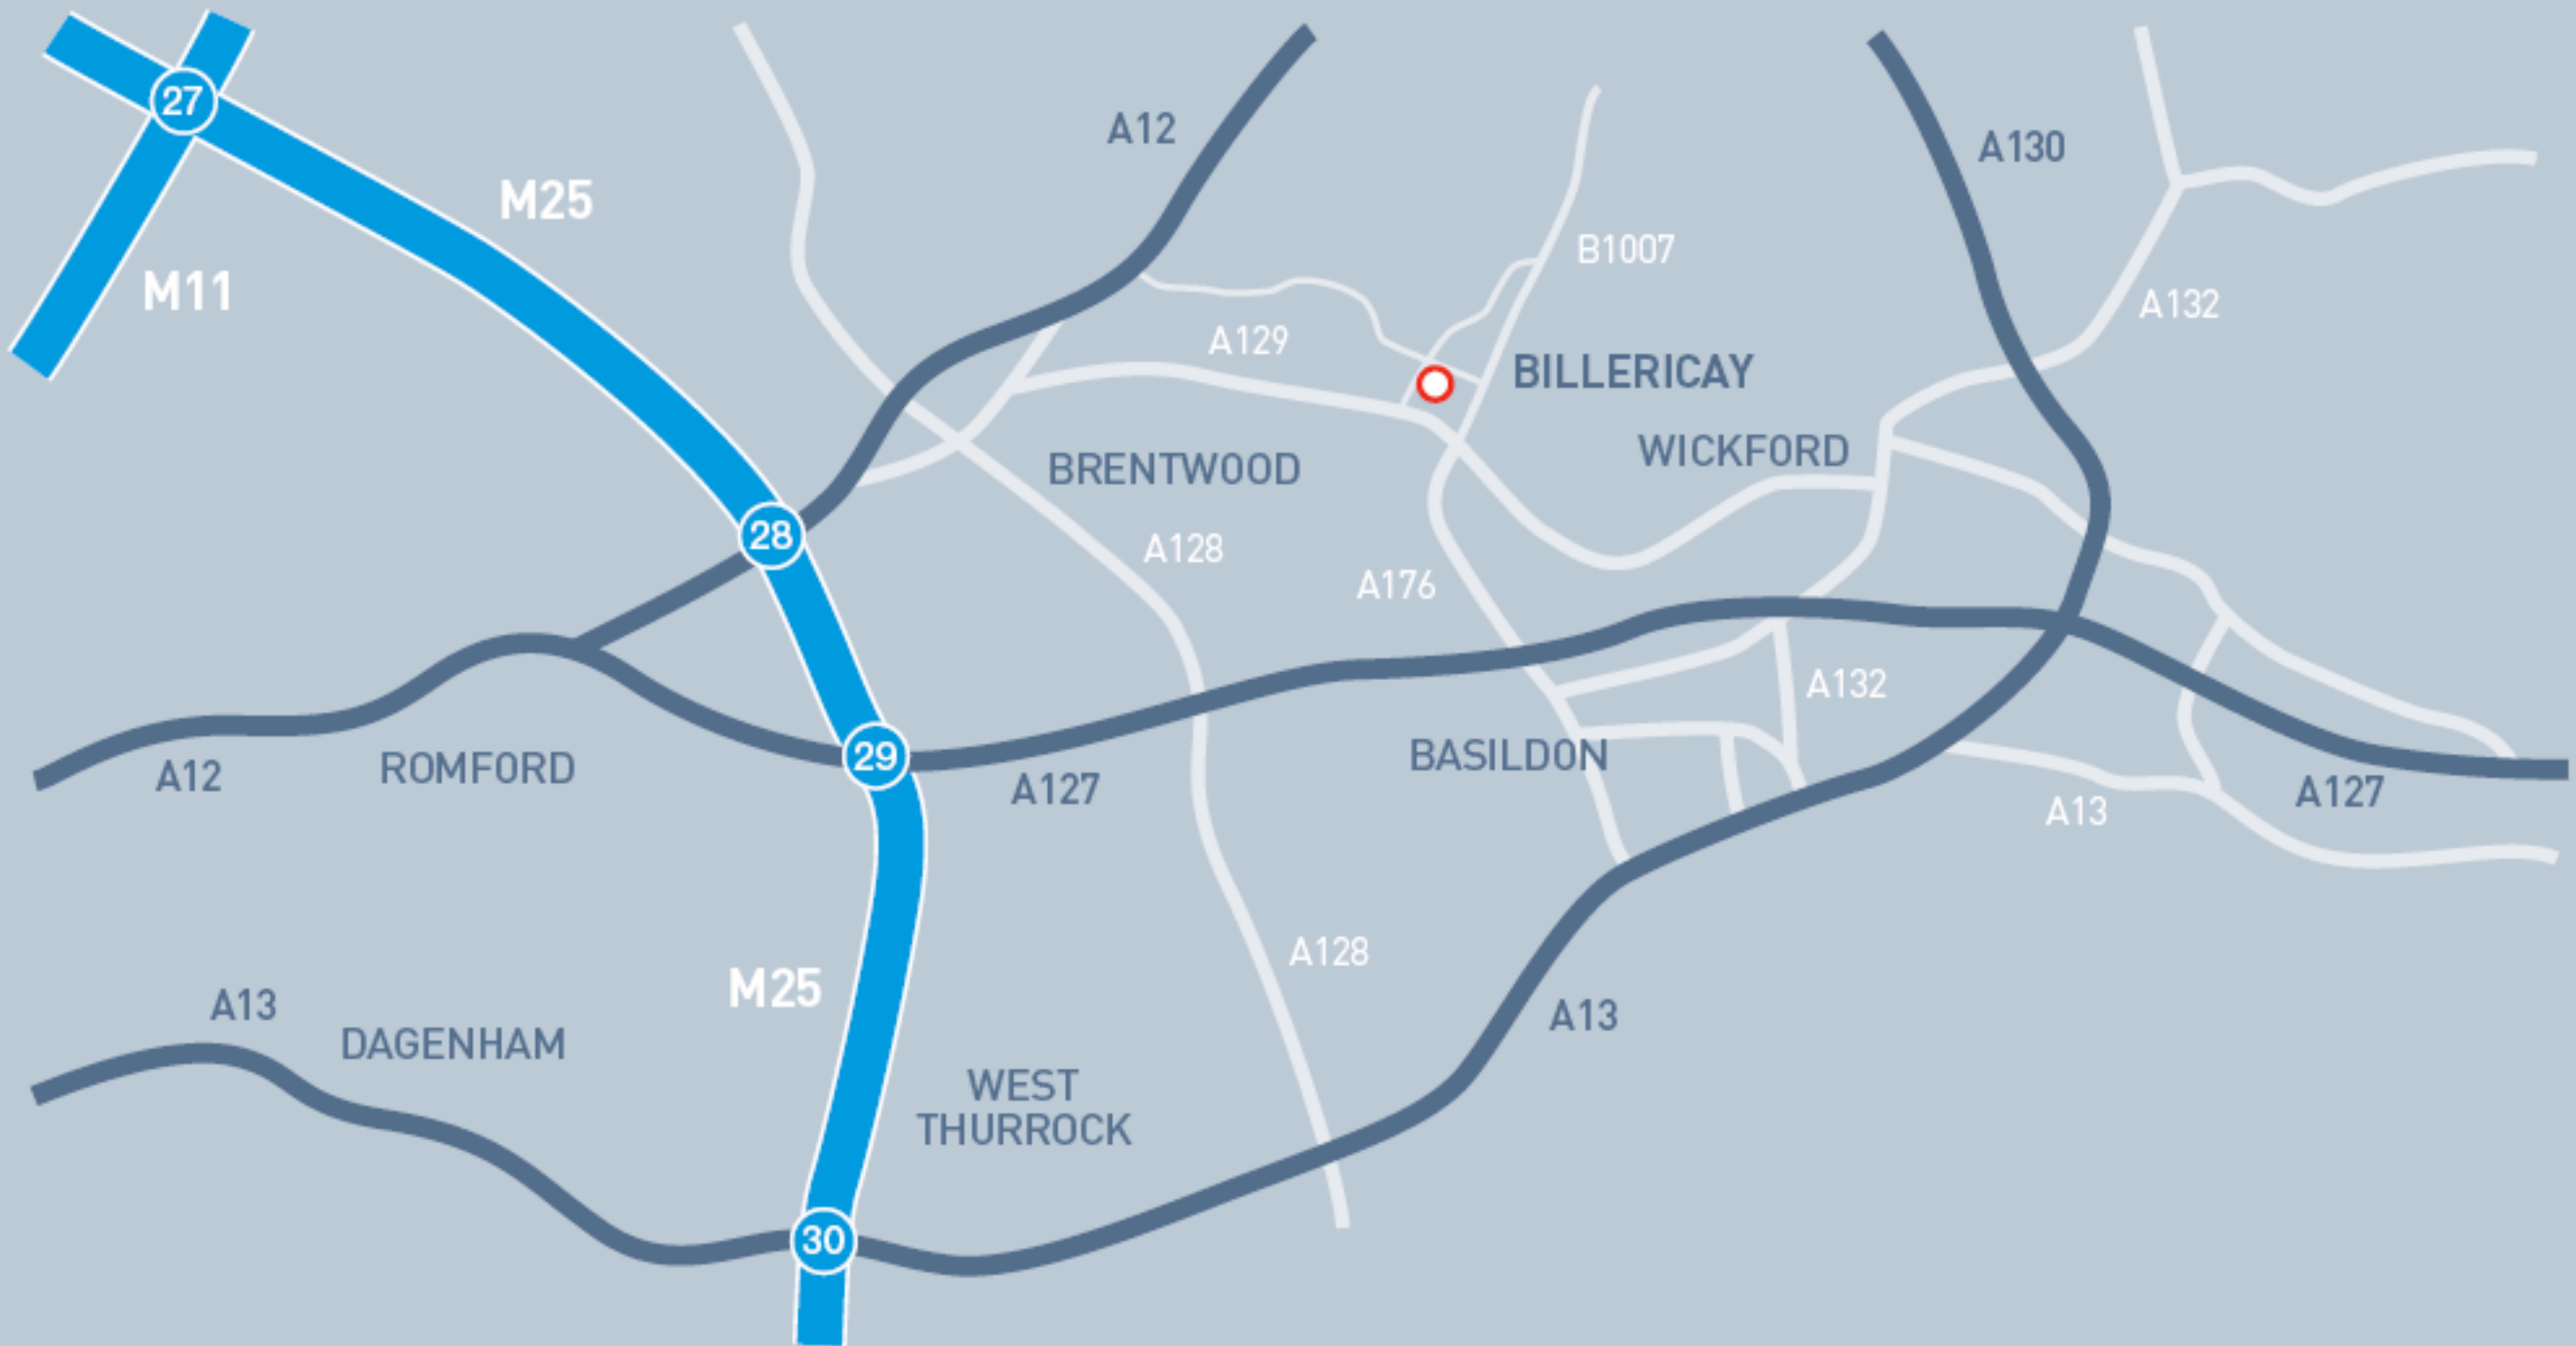 27
A12
A130
M25
B1007
M11
A132
A129
BILLERICAY
WICKFORD
BRENTWOOD
28
A128
A176
A132
29
BASILDON
ROMFORD
A12
A127
A127
A13
A128
M25
A13
A13
DAGENHAM
WEST
THURROCK
30